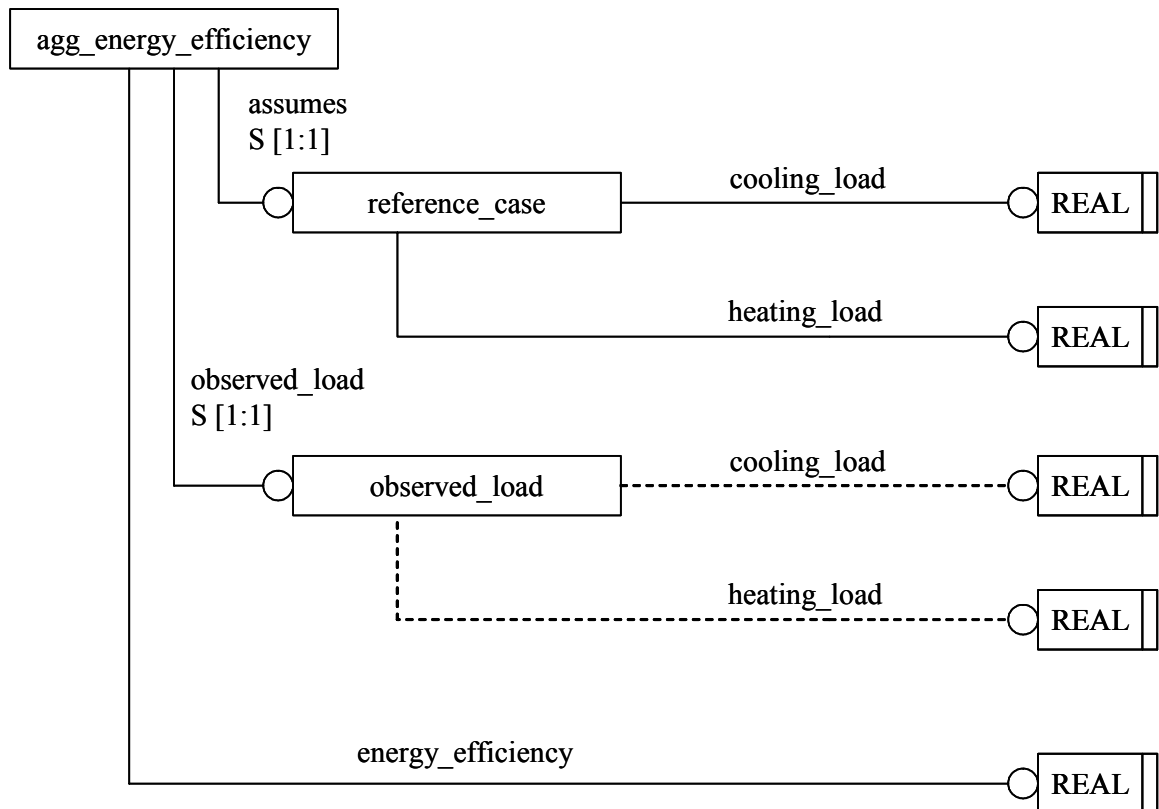 agg_energy_efficiency
assumes
S [1:1]
cooling_load
reference_case
REAL
heating_load
REAL
observed_load
S [1:1]
cooling_load
observed_load
REAL
heating_load
REAL
energy_efficiency
REAL